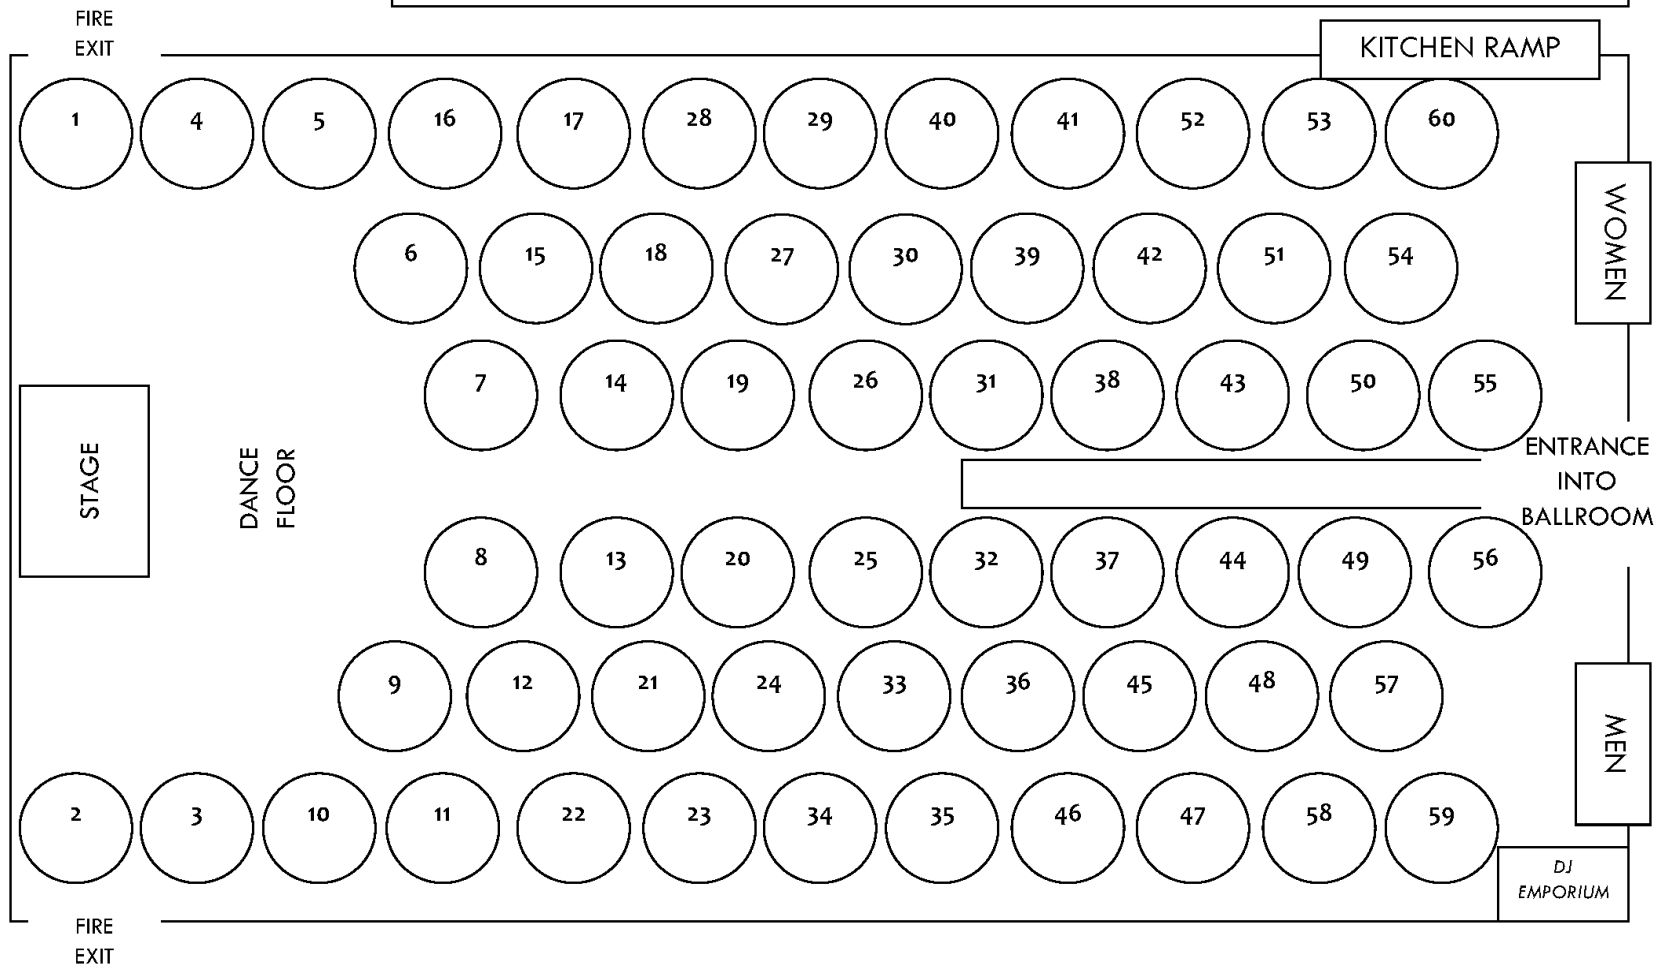 FIRE
EXIT
KITCHEN RAMP
1 4 5 16 17 28 29 40 41 52 53 60
WOMEN
6 15 18 27 30 39 42 51 54
7 14 19 26 31 38 43 50 55
STAGE
DANCE
FLOOR
ENTRANCE
INTO
BALLROOM
8 13 20 25 32 37 44 49 56
9 12 21 24 33 36 45 48 57
MEN
2 3 10 11 22 23 34 35 46 47 58 59
DJ
EMPORIUM
FIRE
EXIT